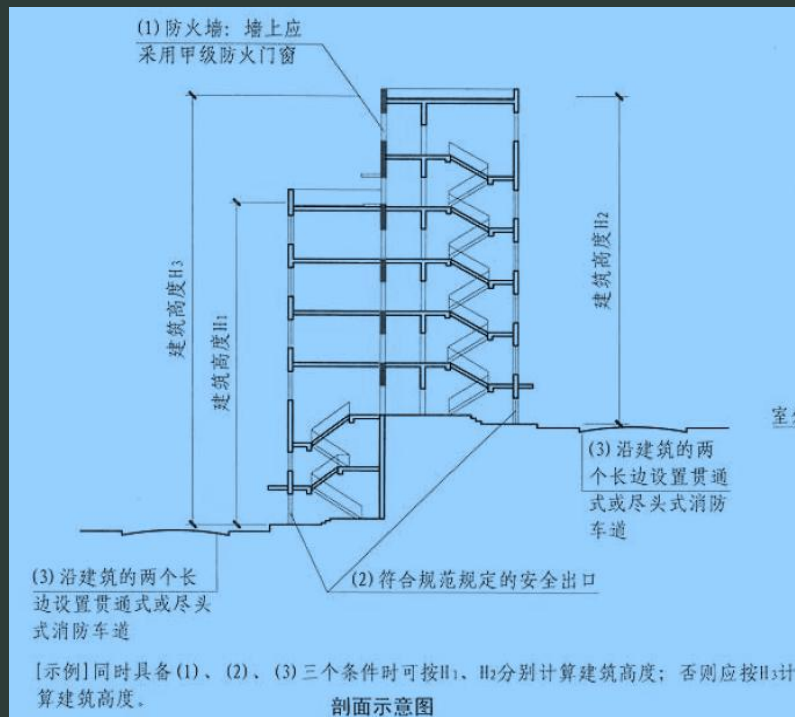 (1)防火墙：墙上应
采用甲级防火门窗
建筑高度H₃
建筑高度H₁
建筑高度H₂
室
(3)沿建筑的两
个长边设置贯通
式或尽头式消防
车道
(3)沿建筑的两个长
边设置贯通式或尽头
式消防车道
(2)符合规范规定的安全出口
[示例]同时具备(1)、(2)、(3)三个条件时可按H₁、H₂分别计算建筑高度；否则应按H₃计
算建筑高度。
剖面示意图